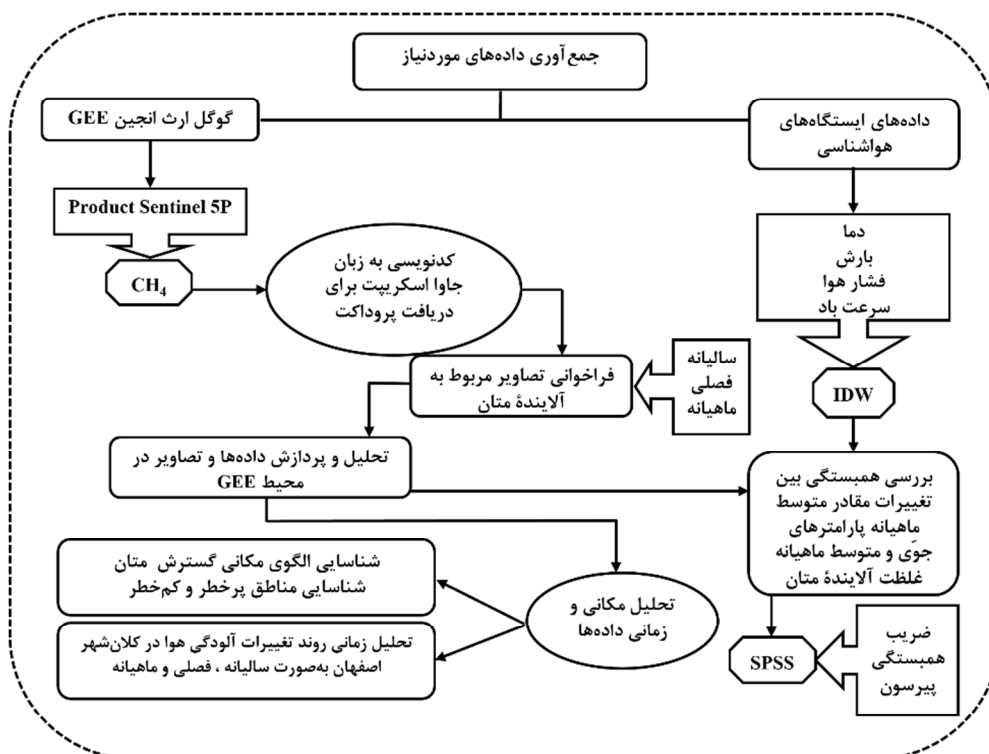 جمع‌آوری داده‌های موردنیاز
گوگل ارث انجین GEE
داده‌های ایستگاه‌های
هواشناسی
Product Sentinel 5P
دما
بارش
فشار هوا
سرعت باد
CH₄
کدنویسی به زبان
جاوا اسکریپت برای
دریافت پروداکت
فراخوانی تصاویر مربوط به
آلایندهٔ متان
سالیانه
فصلی
ماهیانه
IDW
تحلیل و پردازش داده‌ها و تصاویر در
محیط GEE
بررسی همبستگی بین
تغییرات مقادر متوسط
ماهیانه پارامترهای
جوّی و متوسط ماهیانه
غلظت آلایندهٔ متان
شناسایی الگوی مکانی گسترش متان
شناسایی مناطق پرخطر و کم‌خطر
تحلیل مکانی و
زمانی داده‌ها
تحلیل زمانی روند تغییرات آلودگی هوا در کلان‌شهر
اصفهان به‌صورت سالیانه ، فصلی و ماهیانه
SPSS
ضریب
همبستگی
پیرسون